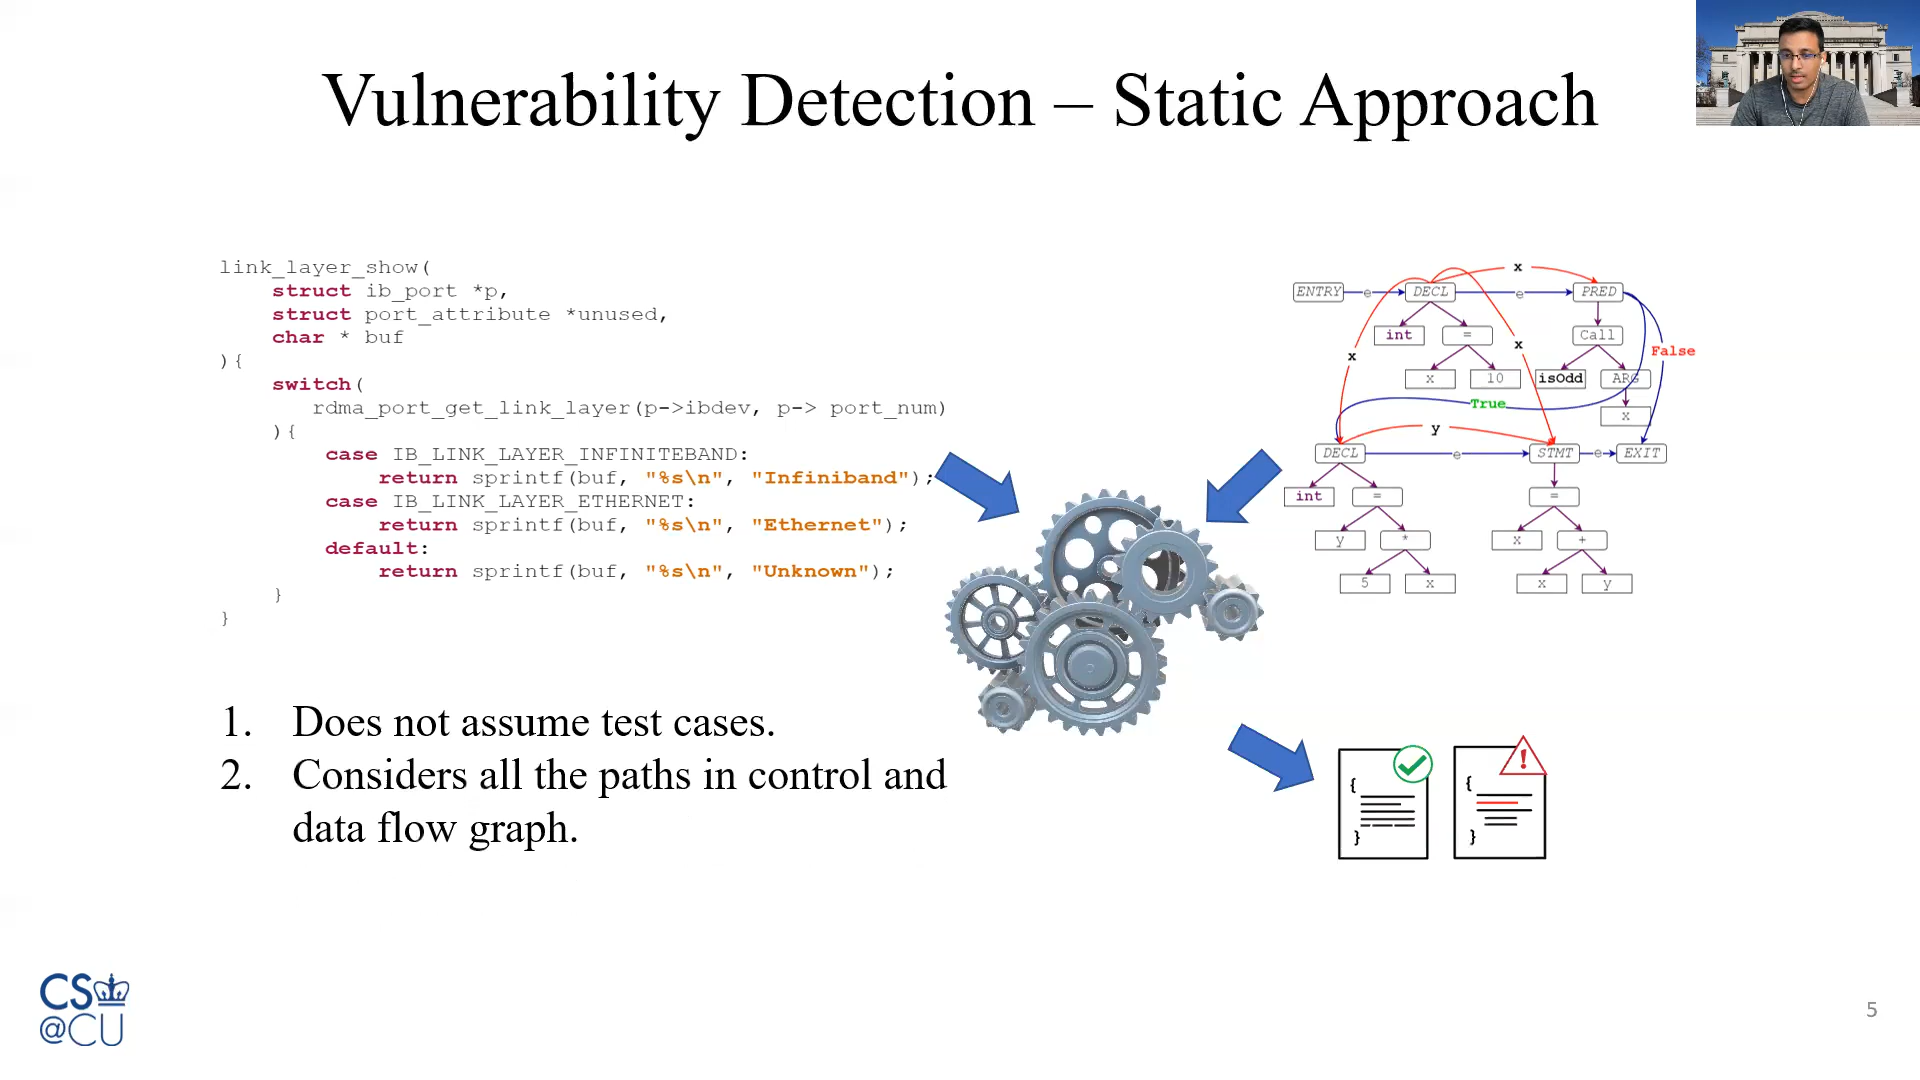 Vulnerability Detection – Static Approach
link_layer_show(
struct ib_port *p,
struct port_attribute *unused,
char * buf
){
switch(
rdma_port_get_link_layer(p->ibdev, p-> port_num)
){
case IB_LINK_LAYER_INFINITEBAND:
return sprintf(buf, "%s\n", "Infiniband");
case IB_LINK_LAYER_ETHERNET:
return sprintf(buf, "%s\n", "Ethernet");
default:
return sprintf(buf, "%s\n", "Unknown");
}
}
x
ENTRY e DECL e PRED
int = x Call
x False
x 10 isOdd ARG
True
x
y
DECL e STMT e EXIT
int = =
y * x +
5 x x y
1. Does not assume test cases.
2. Considers all the paths in control and
data flow graph.
{ {
} }
!
CS
@CU
5